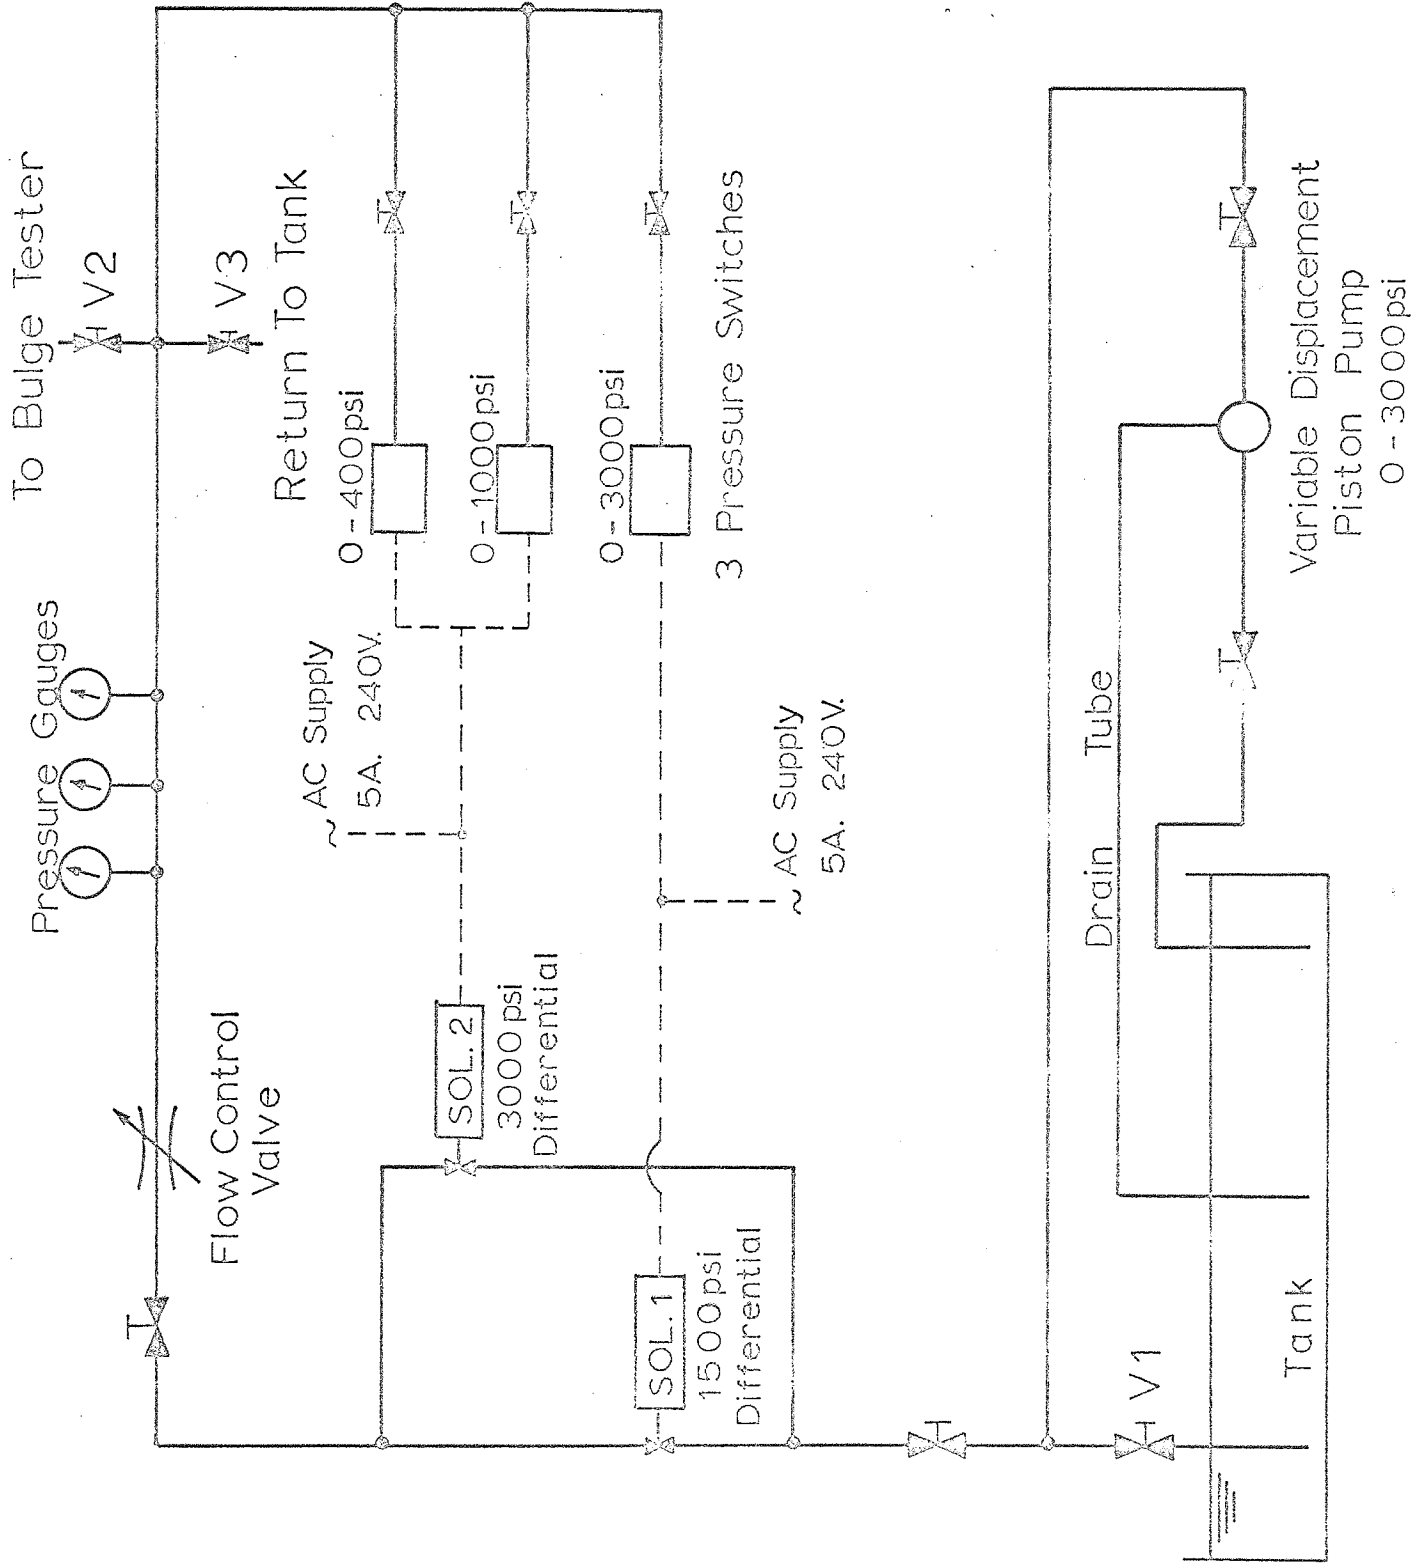 To Bulge Tester
V2
V3
Return To Tank
Pressure Gauges
Flow Control
Valve
0-400psi
0-1000psi
0-3000psi
3 Pressure Switches
~ AC Supply
5A. 240V.
SOL.2
3000psi
Differential
~ AC Supply
5A. 240V.
SOL.1
1500psi
Differential
Drain Tube
V1
Tank
Variable Displacement
Piston Pump
0-3000psi